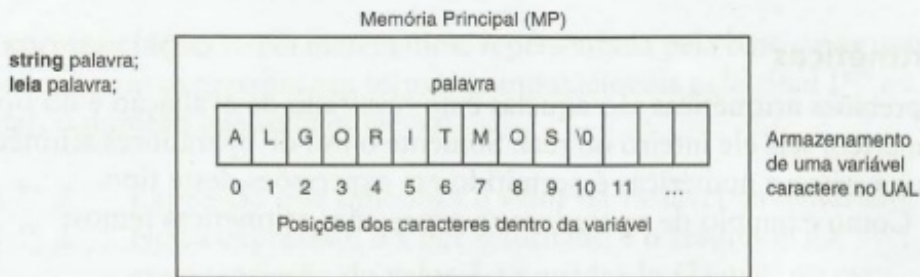 Memória Principal (MP)
string palavra;
leia palavra;
palavra
A L G O R I T M O S \0
0 1 2 3 4 5 6 7 8 9 10 11 ....
Posições dos caracteres dentro da variável
Armazenamento
de uma variável
caractere no UAL